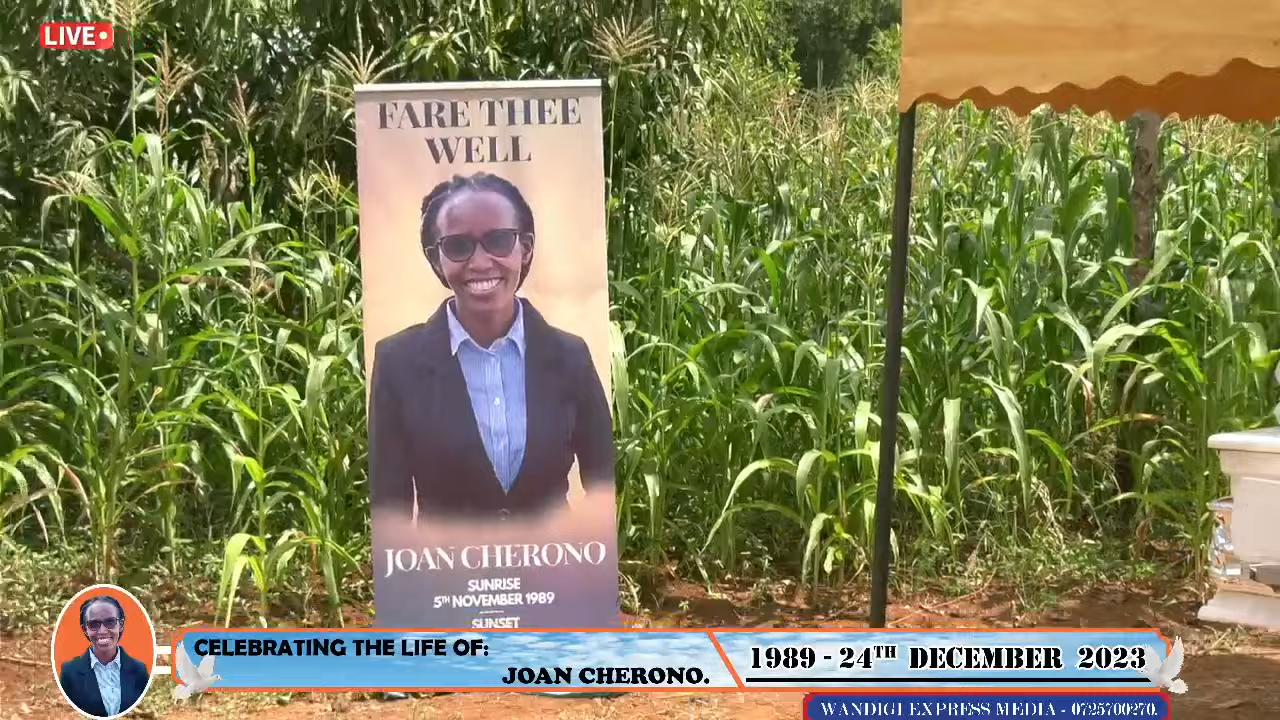 LIVE
FARE THEE
WELL
JOAN CHERONO
SUNRISE
5TH NOVEMBER 1989
SUNSET
CELEBRATING THE LIFE OF:
JOAN CHERONO.
1989 - 24TH DECEMBER 2023
WANDIGI EXPRESS MEDIA - 0725700270.